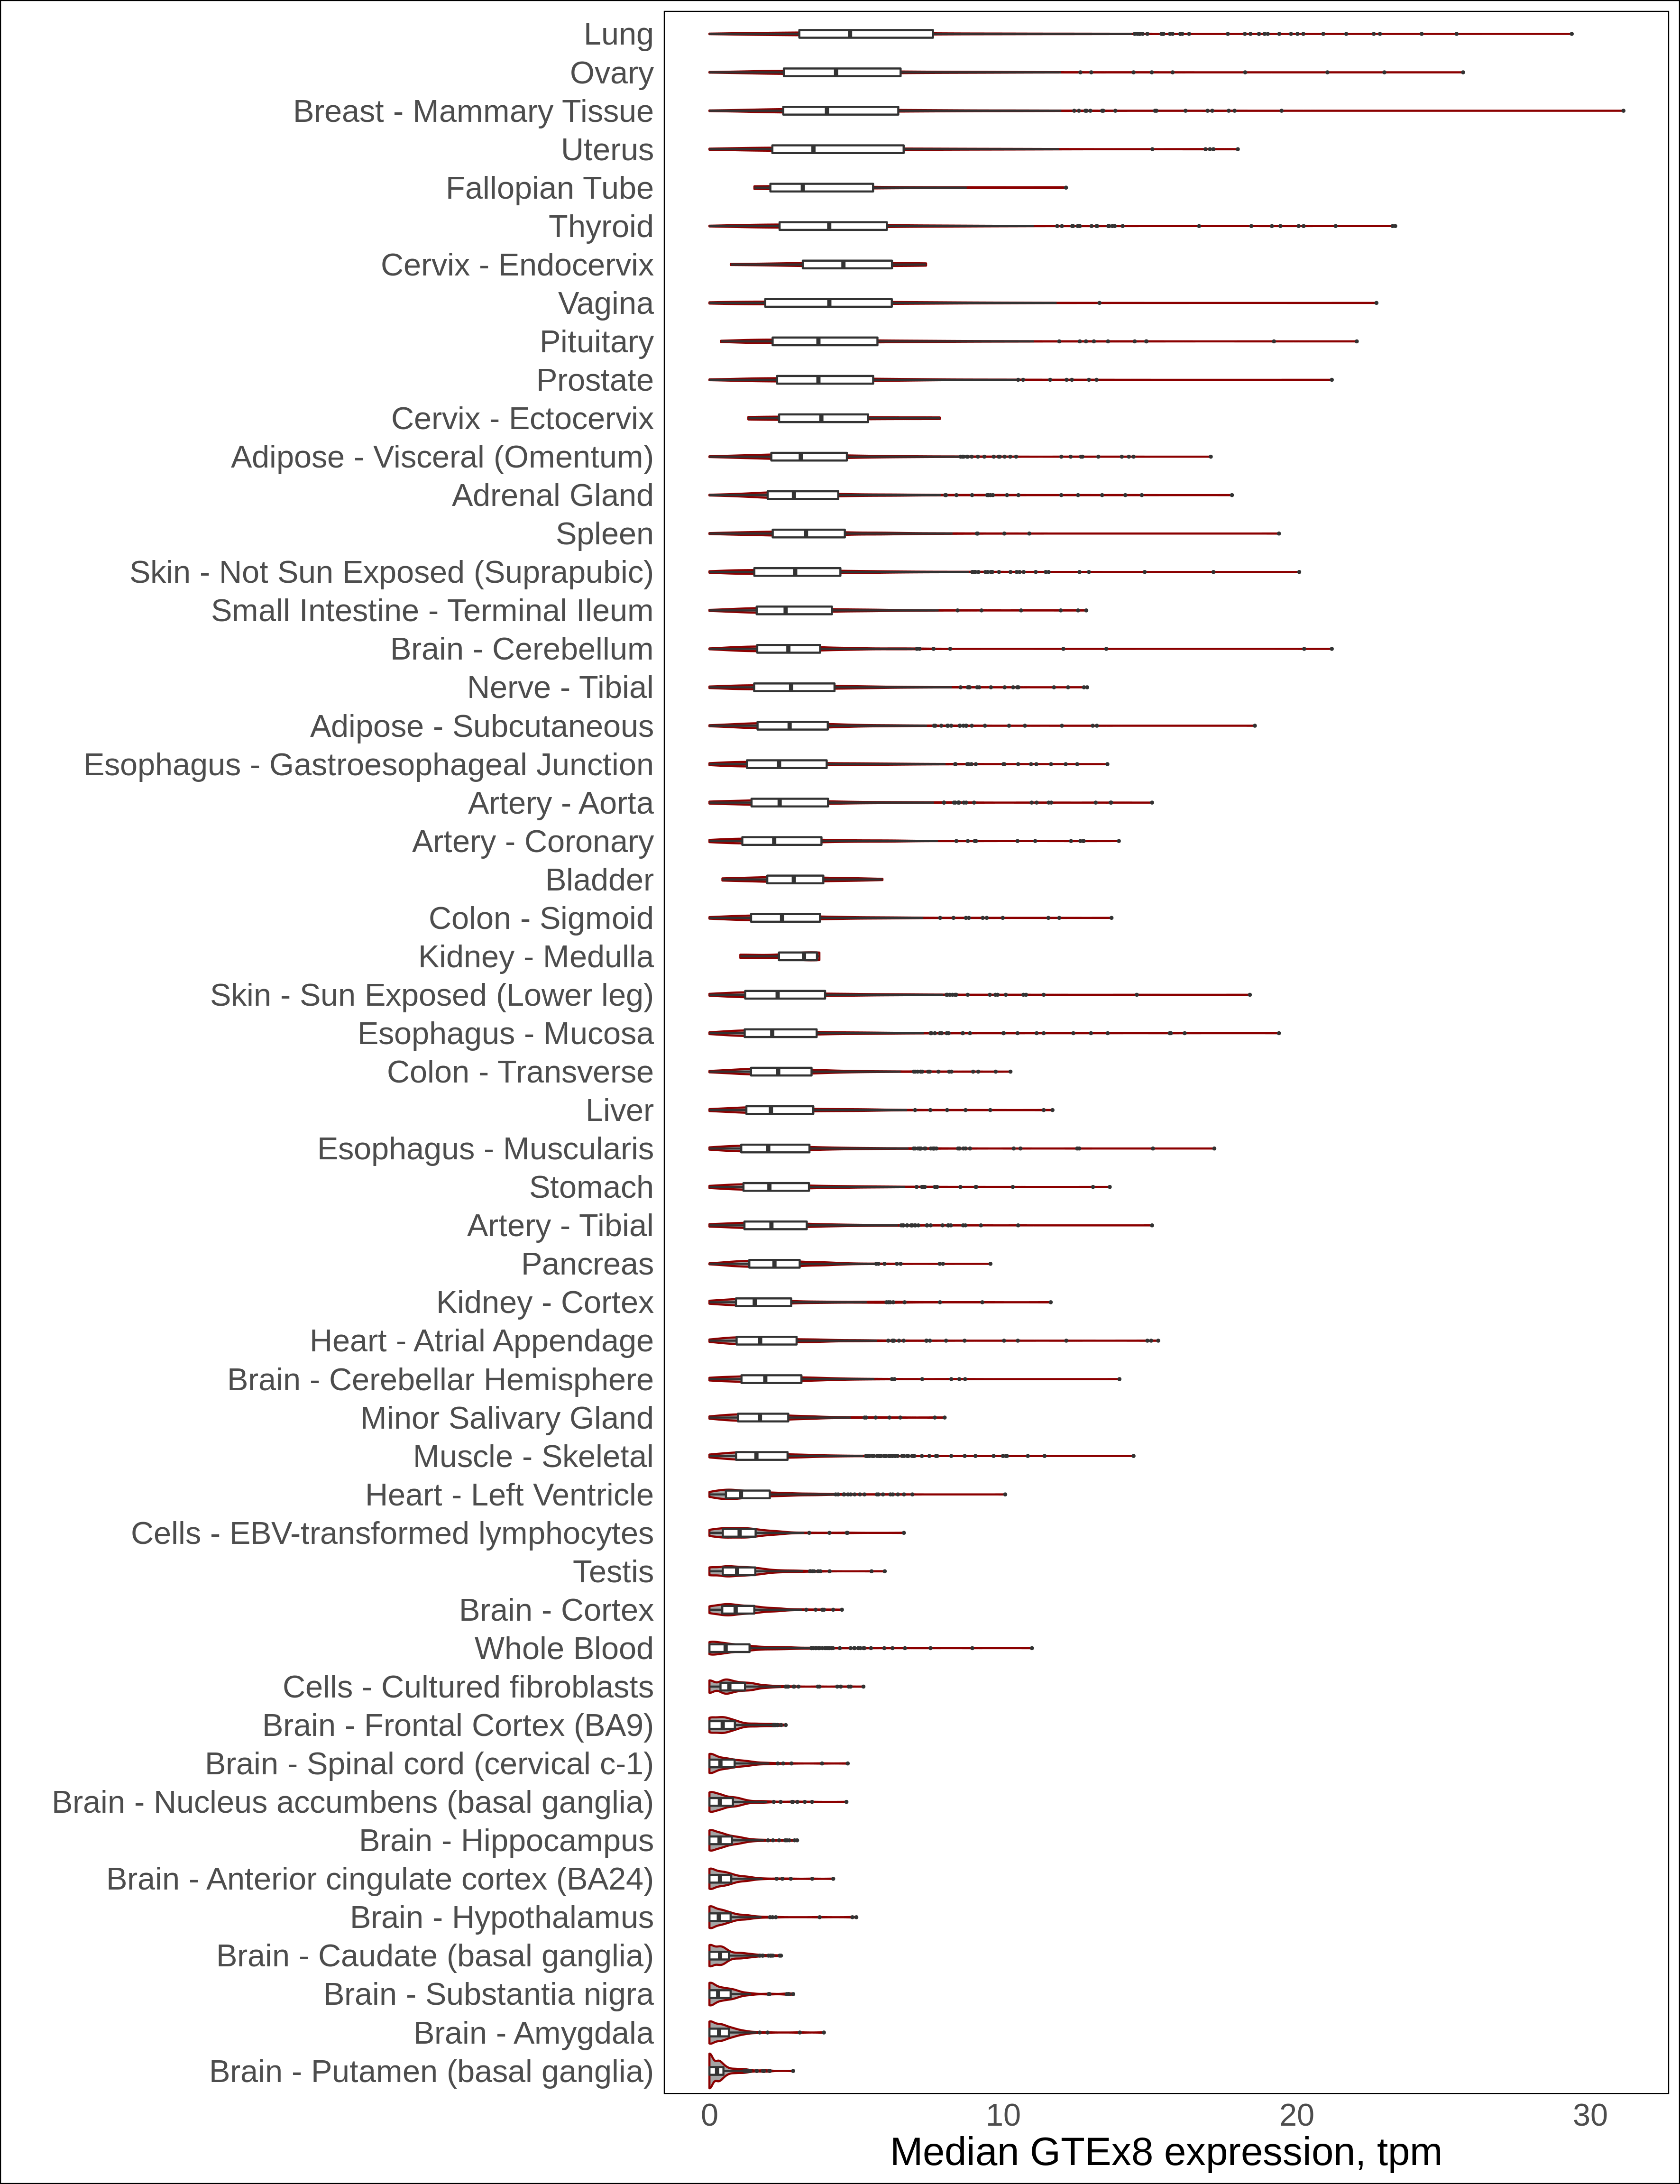 Lung
Ovary
Breast - Mammary Tissue
Uterus
Fallopian Tube
Thyroid
Cervix - Endocervix
Vagina
Pituitary
Prostate
Cervix - Ectocervix
Adipose - Visceral (Omentum)
Adrenal Gland
Spleen
Skin - Not Sun Exposed (Suprapubic)
Small Intestine - Terminal Ileum
Brain - Cerebellum
Nerve - Tibial
Adipose - Subcutaneous
Esophagus - Gastroesophageal Junction
Artery - Aorta
Artery - Coronary
Bladder
Colon - Sigmoid
Kidney - Medulla
Skin - Sun Exposed (Lower leg)
Esophagus - Mucosa
Colon - Transverse
Liver
Esophagus - Muscularis
Stomach
Artery - Tibial
Pancreas
Kidney - Cortex
Heart - Atrial Appendage
Brain - Cerebellar Hemisphere
Minor Salivary Gland
Muscle - Skeletal
Heart - Left Ventricle
Cells - EBV-transformed lymphocytes
Testis
Brain - Cortex
Whole Blood
Cells - Cultured fibroblasts
Brain - Frontal Cortex (BA9)
Brain - Spinal cord (cervical c-1)
Brain - Nucleus accumbens (basal ganglia)
Brain - Hippocampus
Brain - Anterior cingulate cortex (BA24)
Brain - Hypothalamus
Brain - Caudate (basal ganglia)
Brain - Substantia nigra
Brain - Amygdala
Brain - Putamen (basal ganglia)
0 10 20 30
Median GTEx8 expression, tpm